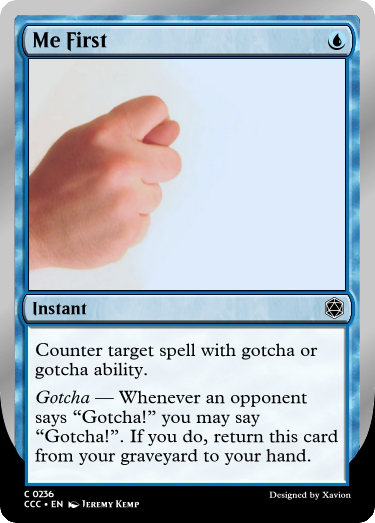 Me First
Instant
Counter target spell with gotcha or
gotcha ability.
Gotcha — Whenever an opponent
says “Gotcha!” you may say
“Gotcha!”. If you do, return this card
from your graveyard to your hand.
C 0236
CCC • EN Jeremy Kemp
Designed by Xavion